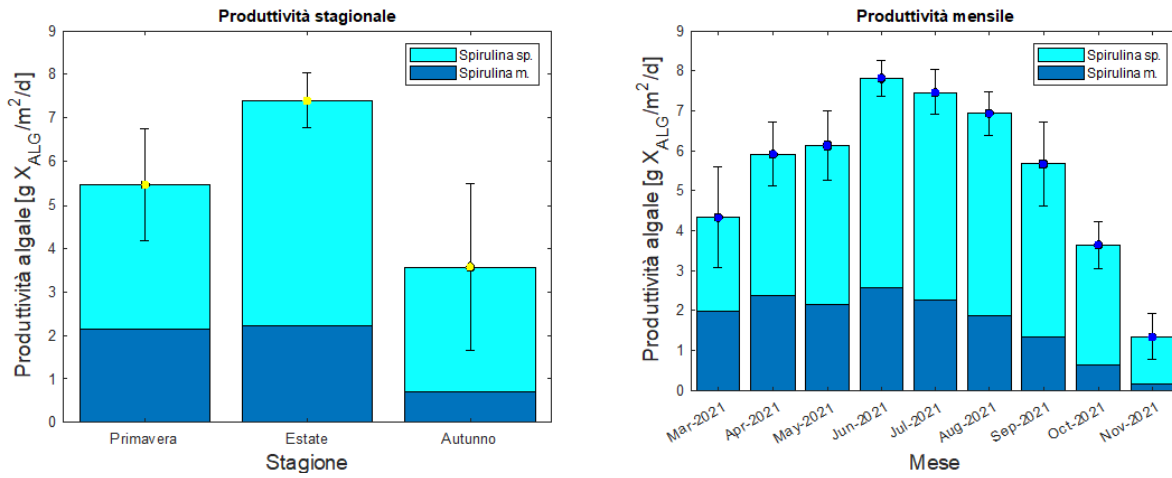 Produttività stagionale
Produttività algale [g X_ALG/m²/d]
9
8
7
6
5
4
3
2
1
0
Spirulina sp.
Spirulina m.
Primavera
Estate
Autunno
Stagione
Produttività mensile
Produttività algale [g X_ALG/m²/d]
9
8
7
6
5
4
3
2
1
0
Spirulina sp.
Spirulina m.
Mar-2021
Apr-2021
May-2021
Jun-2021
Jul-2021
Aug-2021
Sep-2021
Oct-2021
Nov-2021
Mese